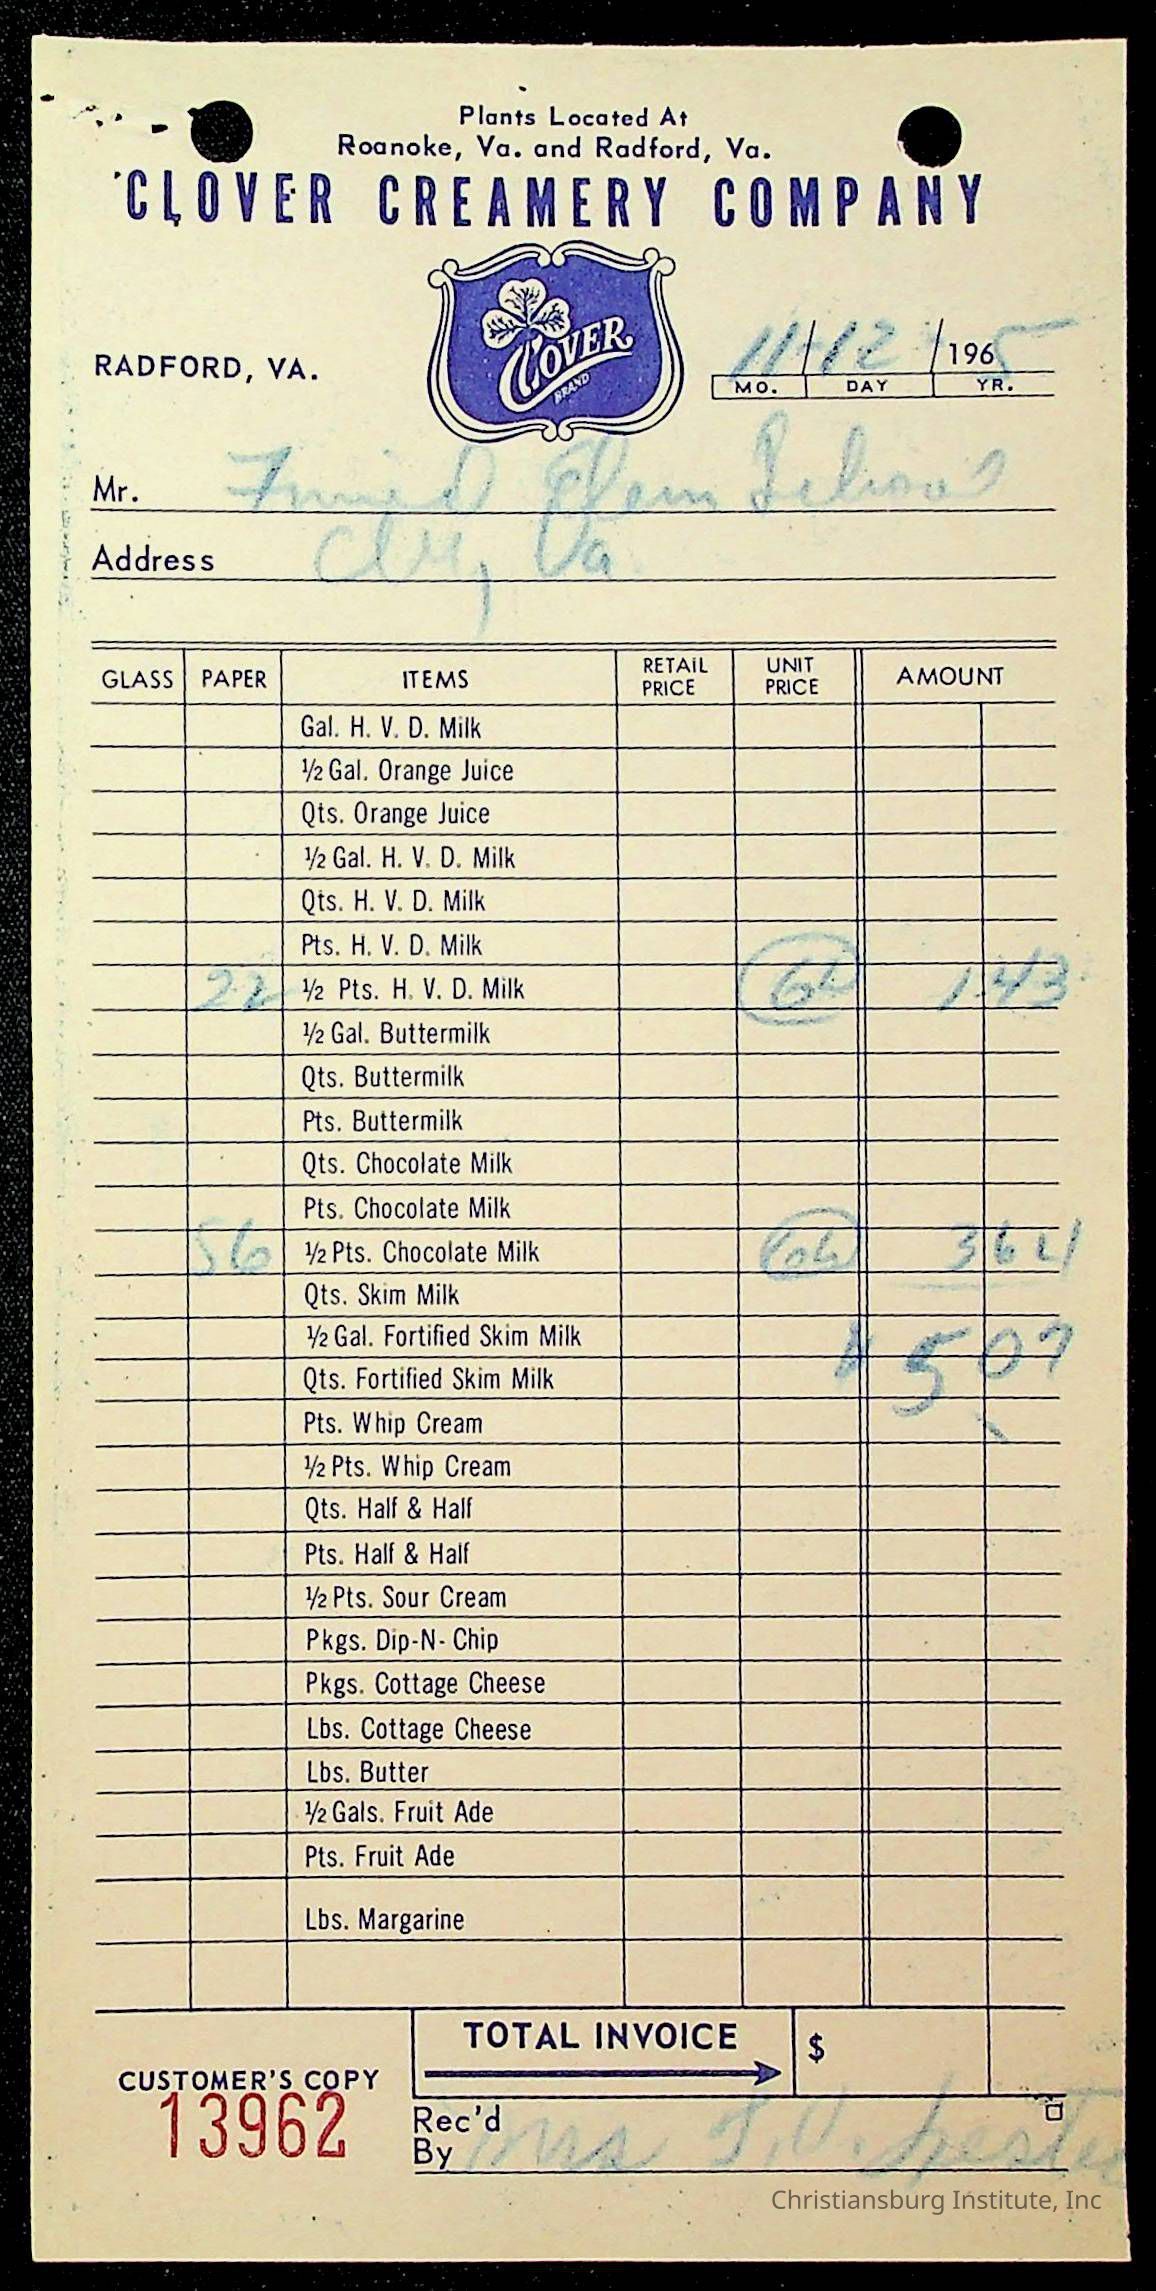 Plants Located At
Roanoke, Va. and Radford, Va.
CLOVER CREAMERY COMPANY
CLOVER
BRAND
RADFORD, VA.
11/12/1965
MO. DAY YR.
Mr. Friend Elem School
Address Va.
GLASS PAPER ITEMS RETAIL PRICE UNIT PRICE AMOUNT
Gal. H. V. D. Milk
½ Gal. Orange Juice
Qts. Orange Juice
½ Gal. H. V. D. Milk
Qts. H. V. D. Milk
Pts. H. V. D. Milk
22 ½ Pts. H. V. D. Milk 1.43
½ Gal. Buttermilk
Qts. Buttermilk
Pts. Buttermilk
Qts. Chocolate Milk
Pts. Chocolate Milk
56 ½ Pts. Chocolate Milk 3 64
Qts. Skim Milk
½ Gal. Fortified Skim Milk
$ 5 07
Qts. Fortified Skim Milk
Pts. Whip Cream
½ Pts. Whip Cream
Qts. Half & Half
Pts. Half & Half
½ Pts. Sour Cream
Pkgs. Dip-N-Chip
Pkgs. Cottage Cheese
Lbs. Cottage Cheese
Lbs. Butter
½ Gals. Fruit Ade
Pts. Fruit Ade
Lbs. Margarine
TOTAL INVOICE $
CUSTOMER'S COPY
13962
Rec'd By Mrs T.V. Lester
Christiansburg Institute, Inc